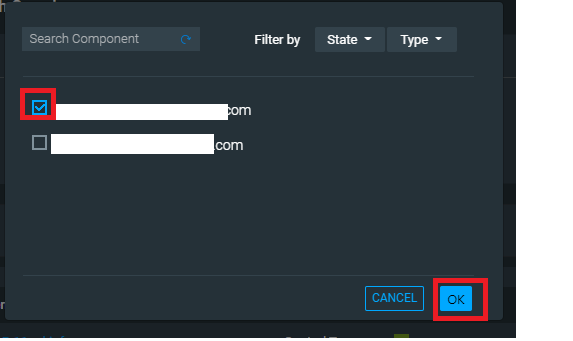 Search Component
Filter by
State
Type
com
.com
CANCEL
OK